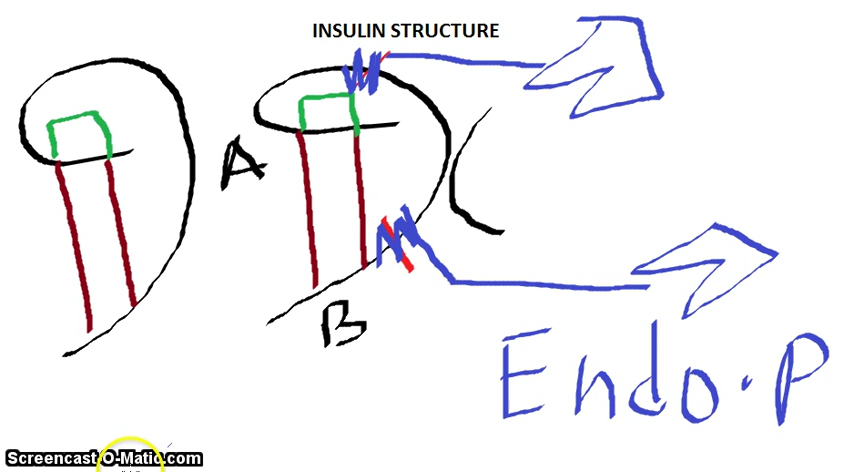 INSULIN STRUCTURE
A
C
B
Endo.P
Screencast-O-Matic.com